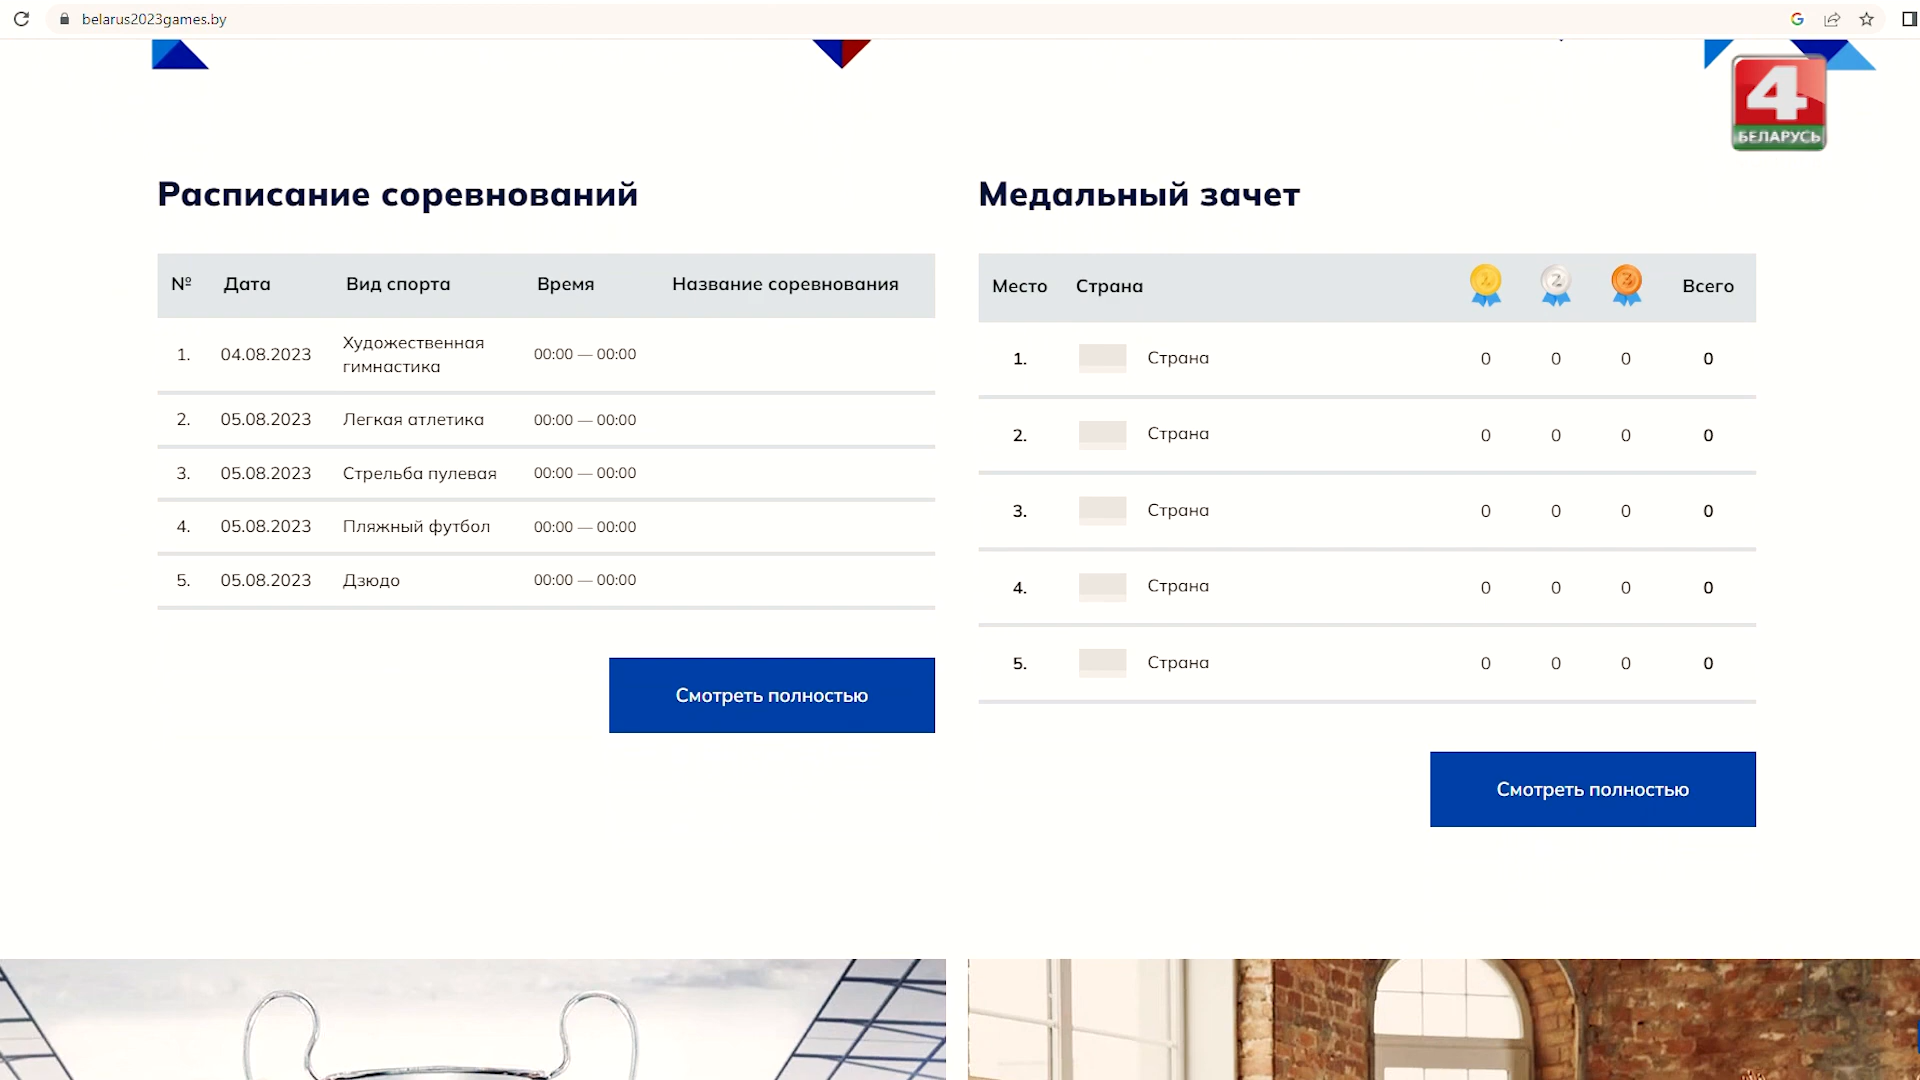 belarus2023games.by
4
БЕЛАРУСЬ
Расписание соревнований
№ Дата Вид спорта Время Название соревнования
1. 04.08.2023 Художественная гимнастика 00:00 — 00:00
2. 05.08.2023 Легкая атлетика 00:00 — 00:00
3. 05.08.2023 Стрельба пулевая 00:00 — 00:00
4. 05.08.2023 Пляжный футбол 00:00 — 00:00
5. 05.08.2023 Дзюдо 00:00 — 00:00
Смотреть полностью
Медальный зачет
Место Страна 1 2 3 Всего
1. Страна 0 0 0 0
2. Страна 0 0 0 0
3. Страна 0 0 0 0
4. Страна 0 0 0 0
5. Страна 0 0 0 0
Смотреть полностью